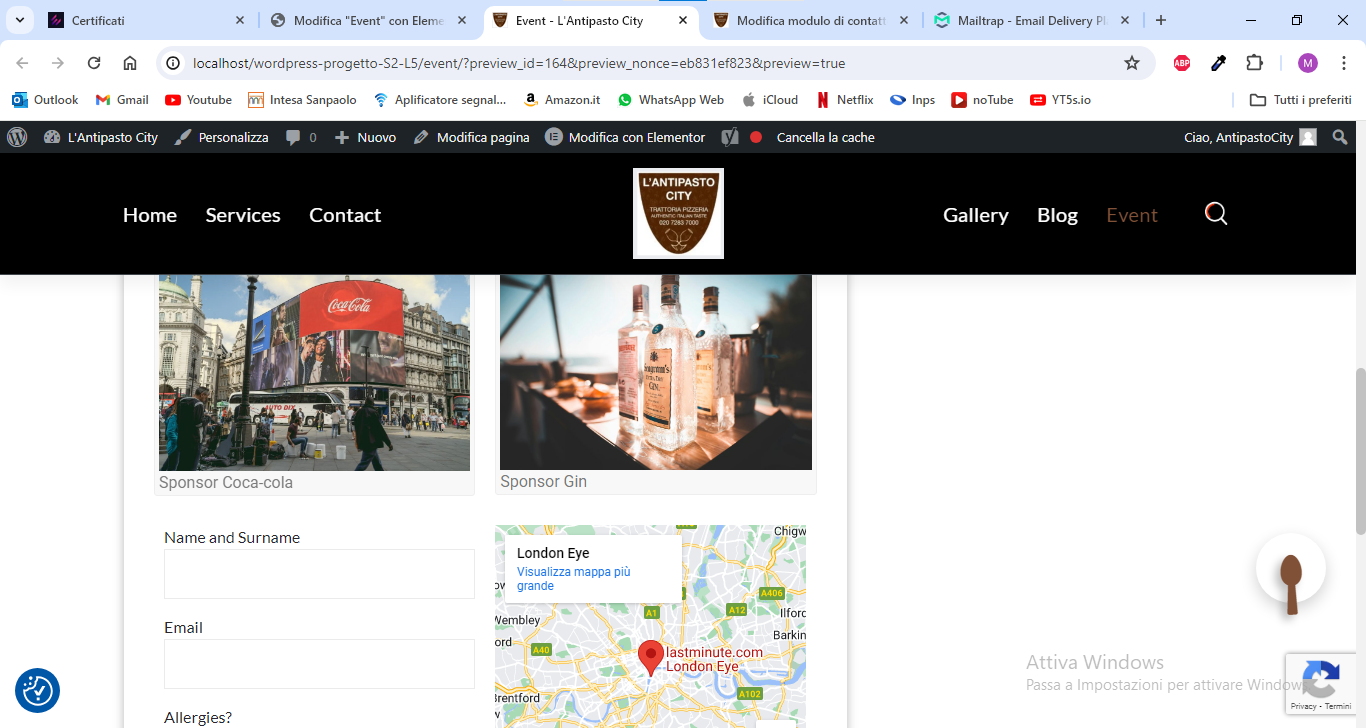 Certificati
Modifica "Event" con Eleme
Event - L'Antipasto City
Modifica modulo di contatt
Mailtrap - Email Delivery Pl
localhost/wordpress-progetto-S2-L5/event/?preview_id=164&preview_nonce=eb831ef823&preview=true
ABP
M
Outlook
Gmail
Youtube
Intesa Sanpaolo
Aplificatore segnal...
Amazon.it
WhatsApp Web
iCloud
Netflix
Inps
noTube
YT5s.io
Tutti i preferiti
L'Antipasto City
Personalizza
0
Nuovo
Modifica pagina
Modifica con Elementor
Cancella la cache
Ciao, AntipastoCity
Home
Services
Contact
L'ANTIPASTO
CITY
TRATTORIA PIZZERIA
AUTHENTIC ITALIAN TASTE
020 7283 7000
Gallery
Blog
Event
Coca-Cola
AUTO DIX
Seagram's
GIN
Sponsor Coca-cola
Sponsor Gin
Name and Surname
Email
Allergies?
London Eye
Visualizza mappa più
grande
Chigw
A406
A1
A12
Ilford
Wembley
Barkin
ord
A40
lastminute.com
London Eye
Brentford
A102
Attiva Windows
Passa a Impostazioni per attivare Windows
Privacy - Termini